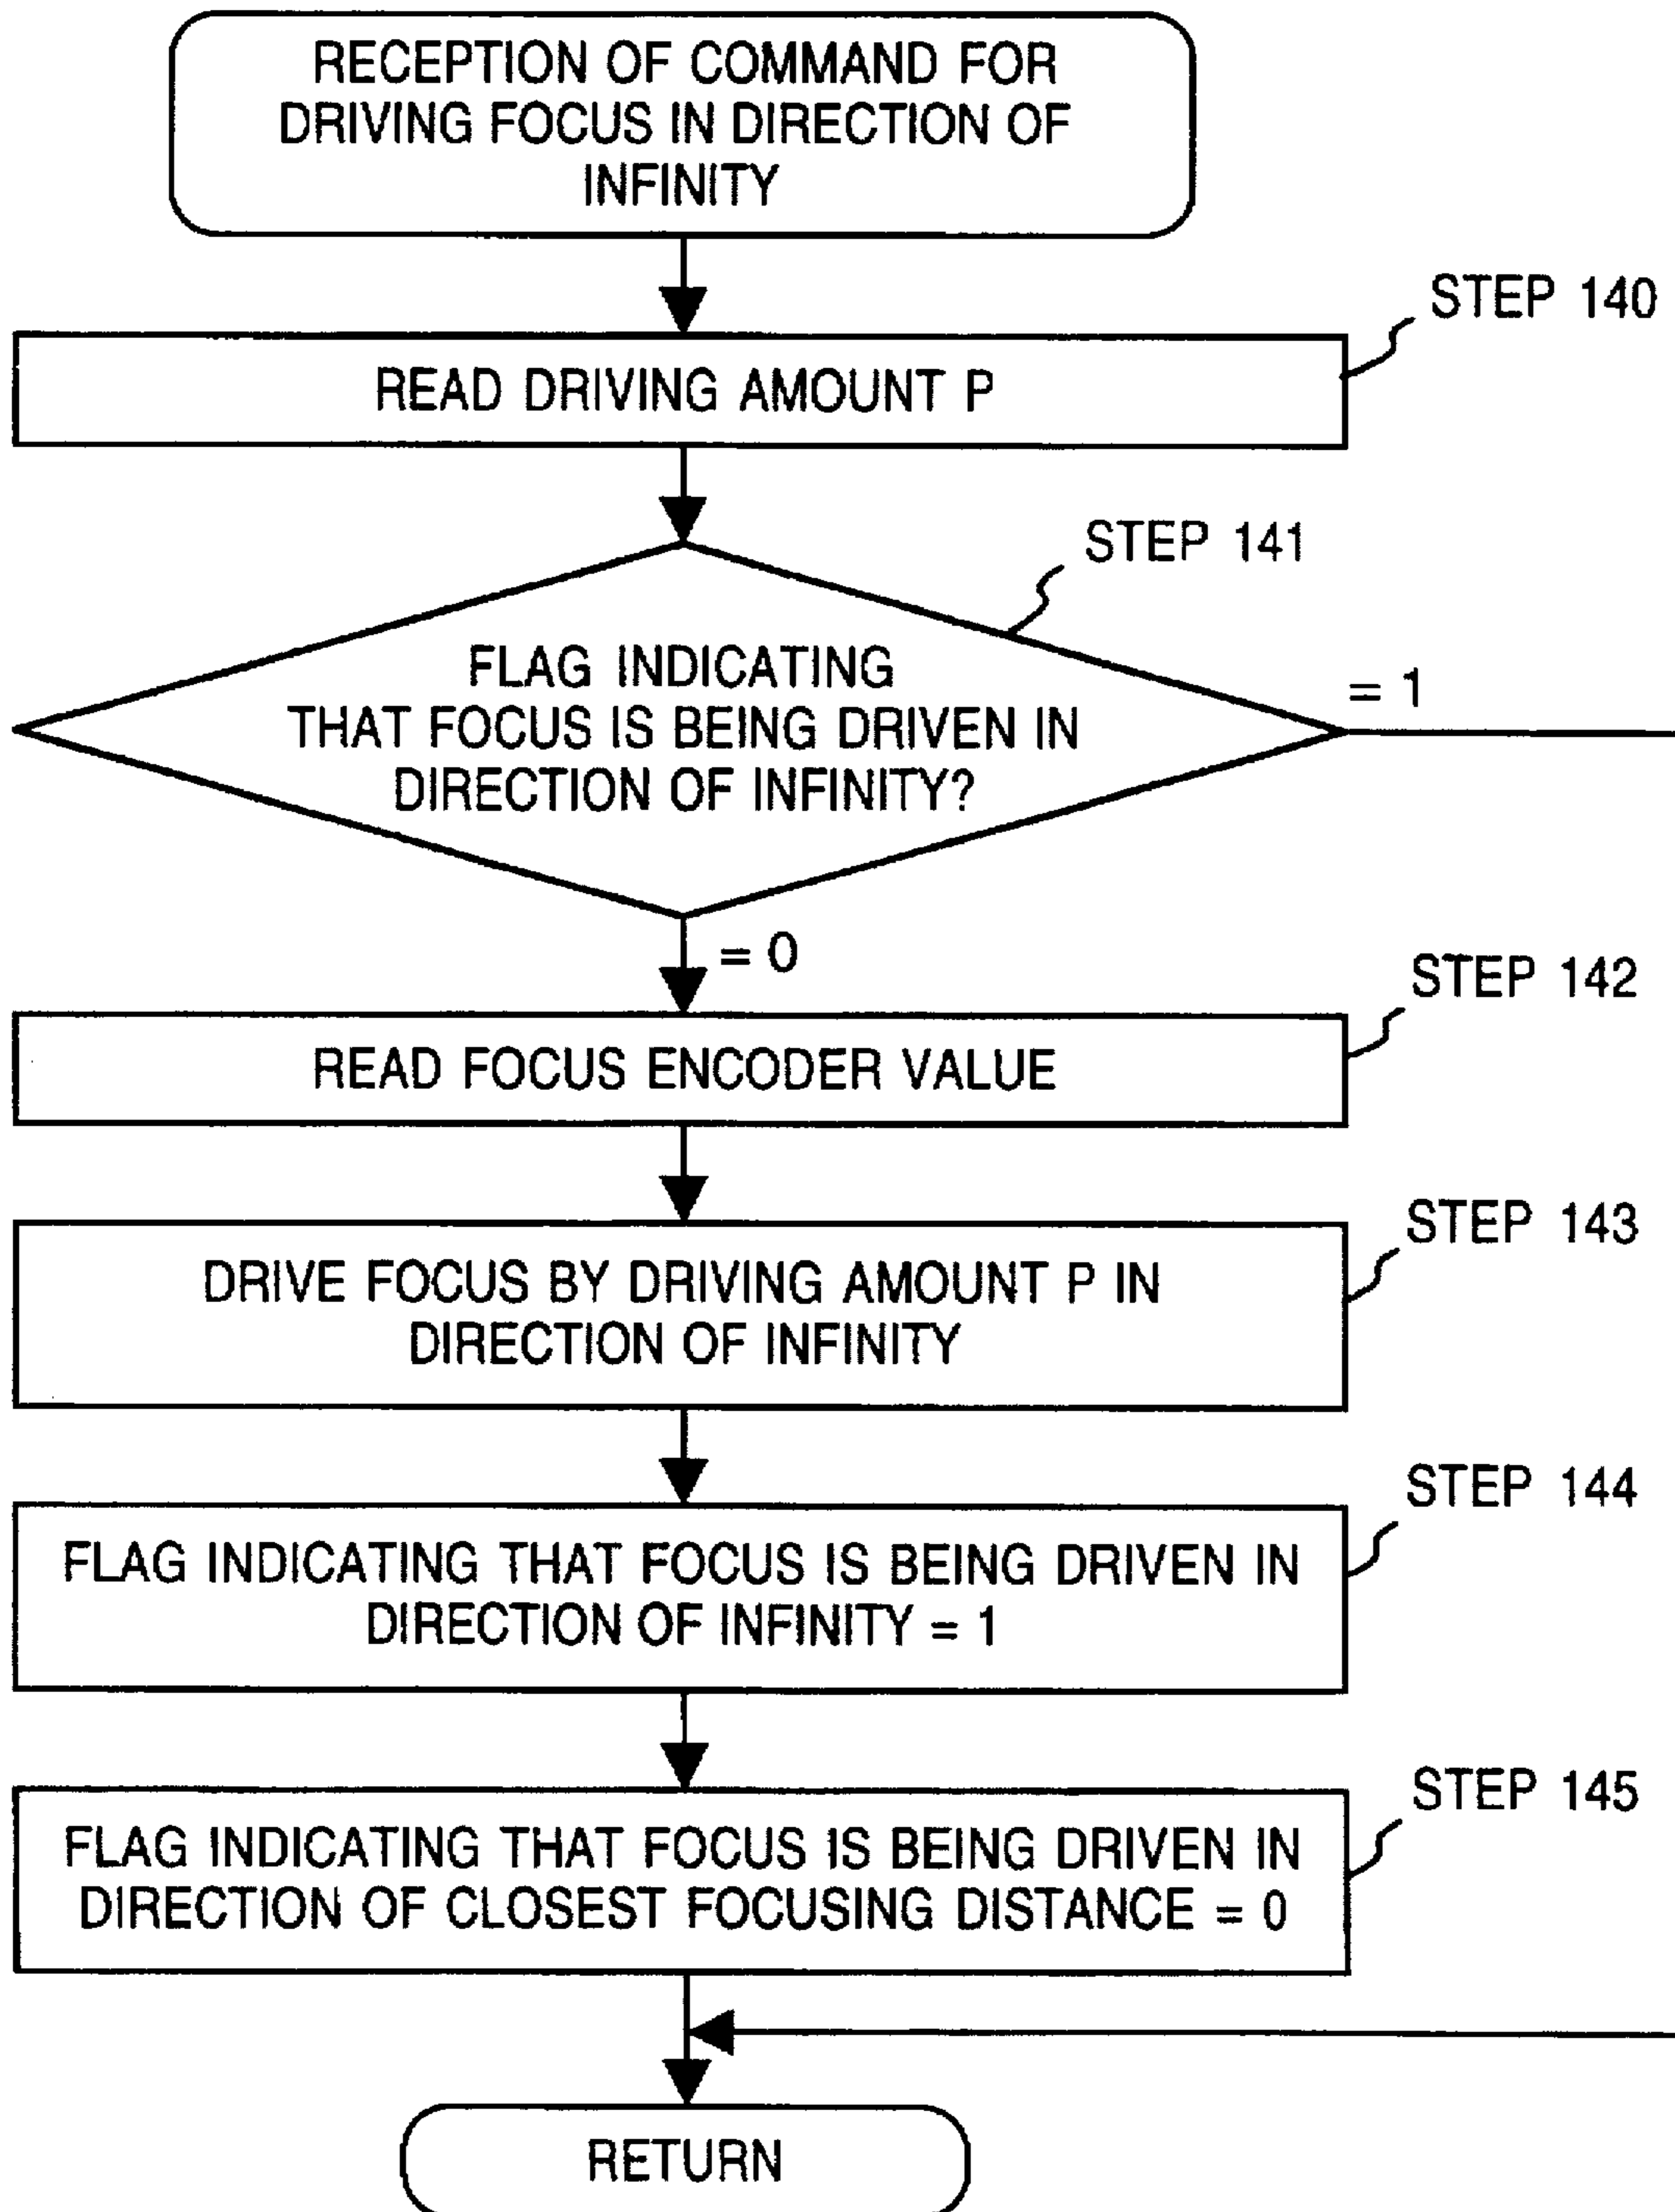 RECEPTION OF COMMAND FOR
DRIVING FOCUS IN DIRECTION OF
INFINITY
STEP 140
READ DRIVING AMOUNT P
STEP 141
FLAG INDICATING
THAT FOCUS IS BEING DRIVEN IN
DIRECTION OF INFINITY?
= 1
= 0
STEP 142
READ FOCUS ENCODER VALUE
STEP 143
DRIVE FOCUS BY DRIVING AMOUNT P IN
DIRECTION OF INFINITY
STEP 144
FLAG INDICATING THAT FOCUS IS BEING DRIVEN IN
DIRECTION OF INFINITY = 1
STEP 145
FLAG INDICATING THAT FOCUS IS BEING DRIVEN IN
DIRECTION OF CLOSEST FOCUSING DISTANCE = 0
RETURN